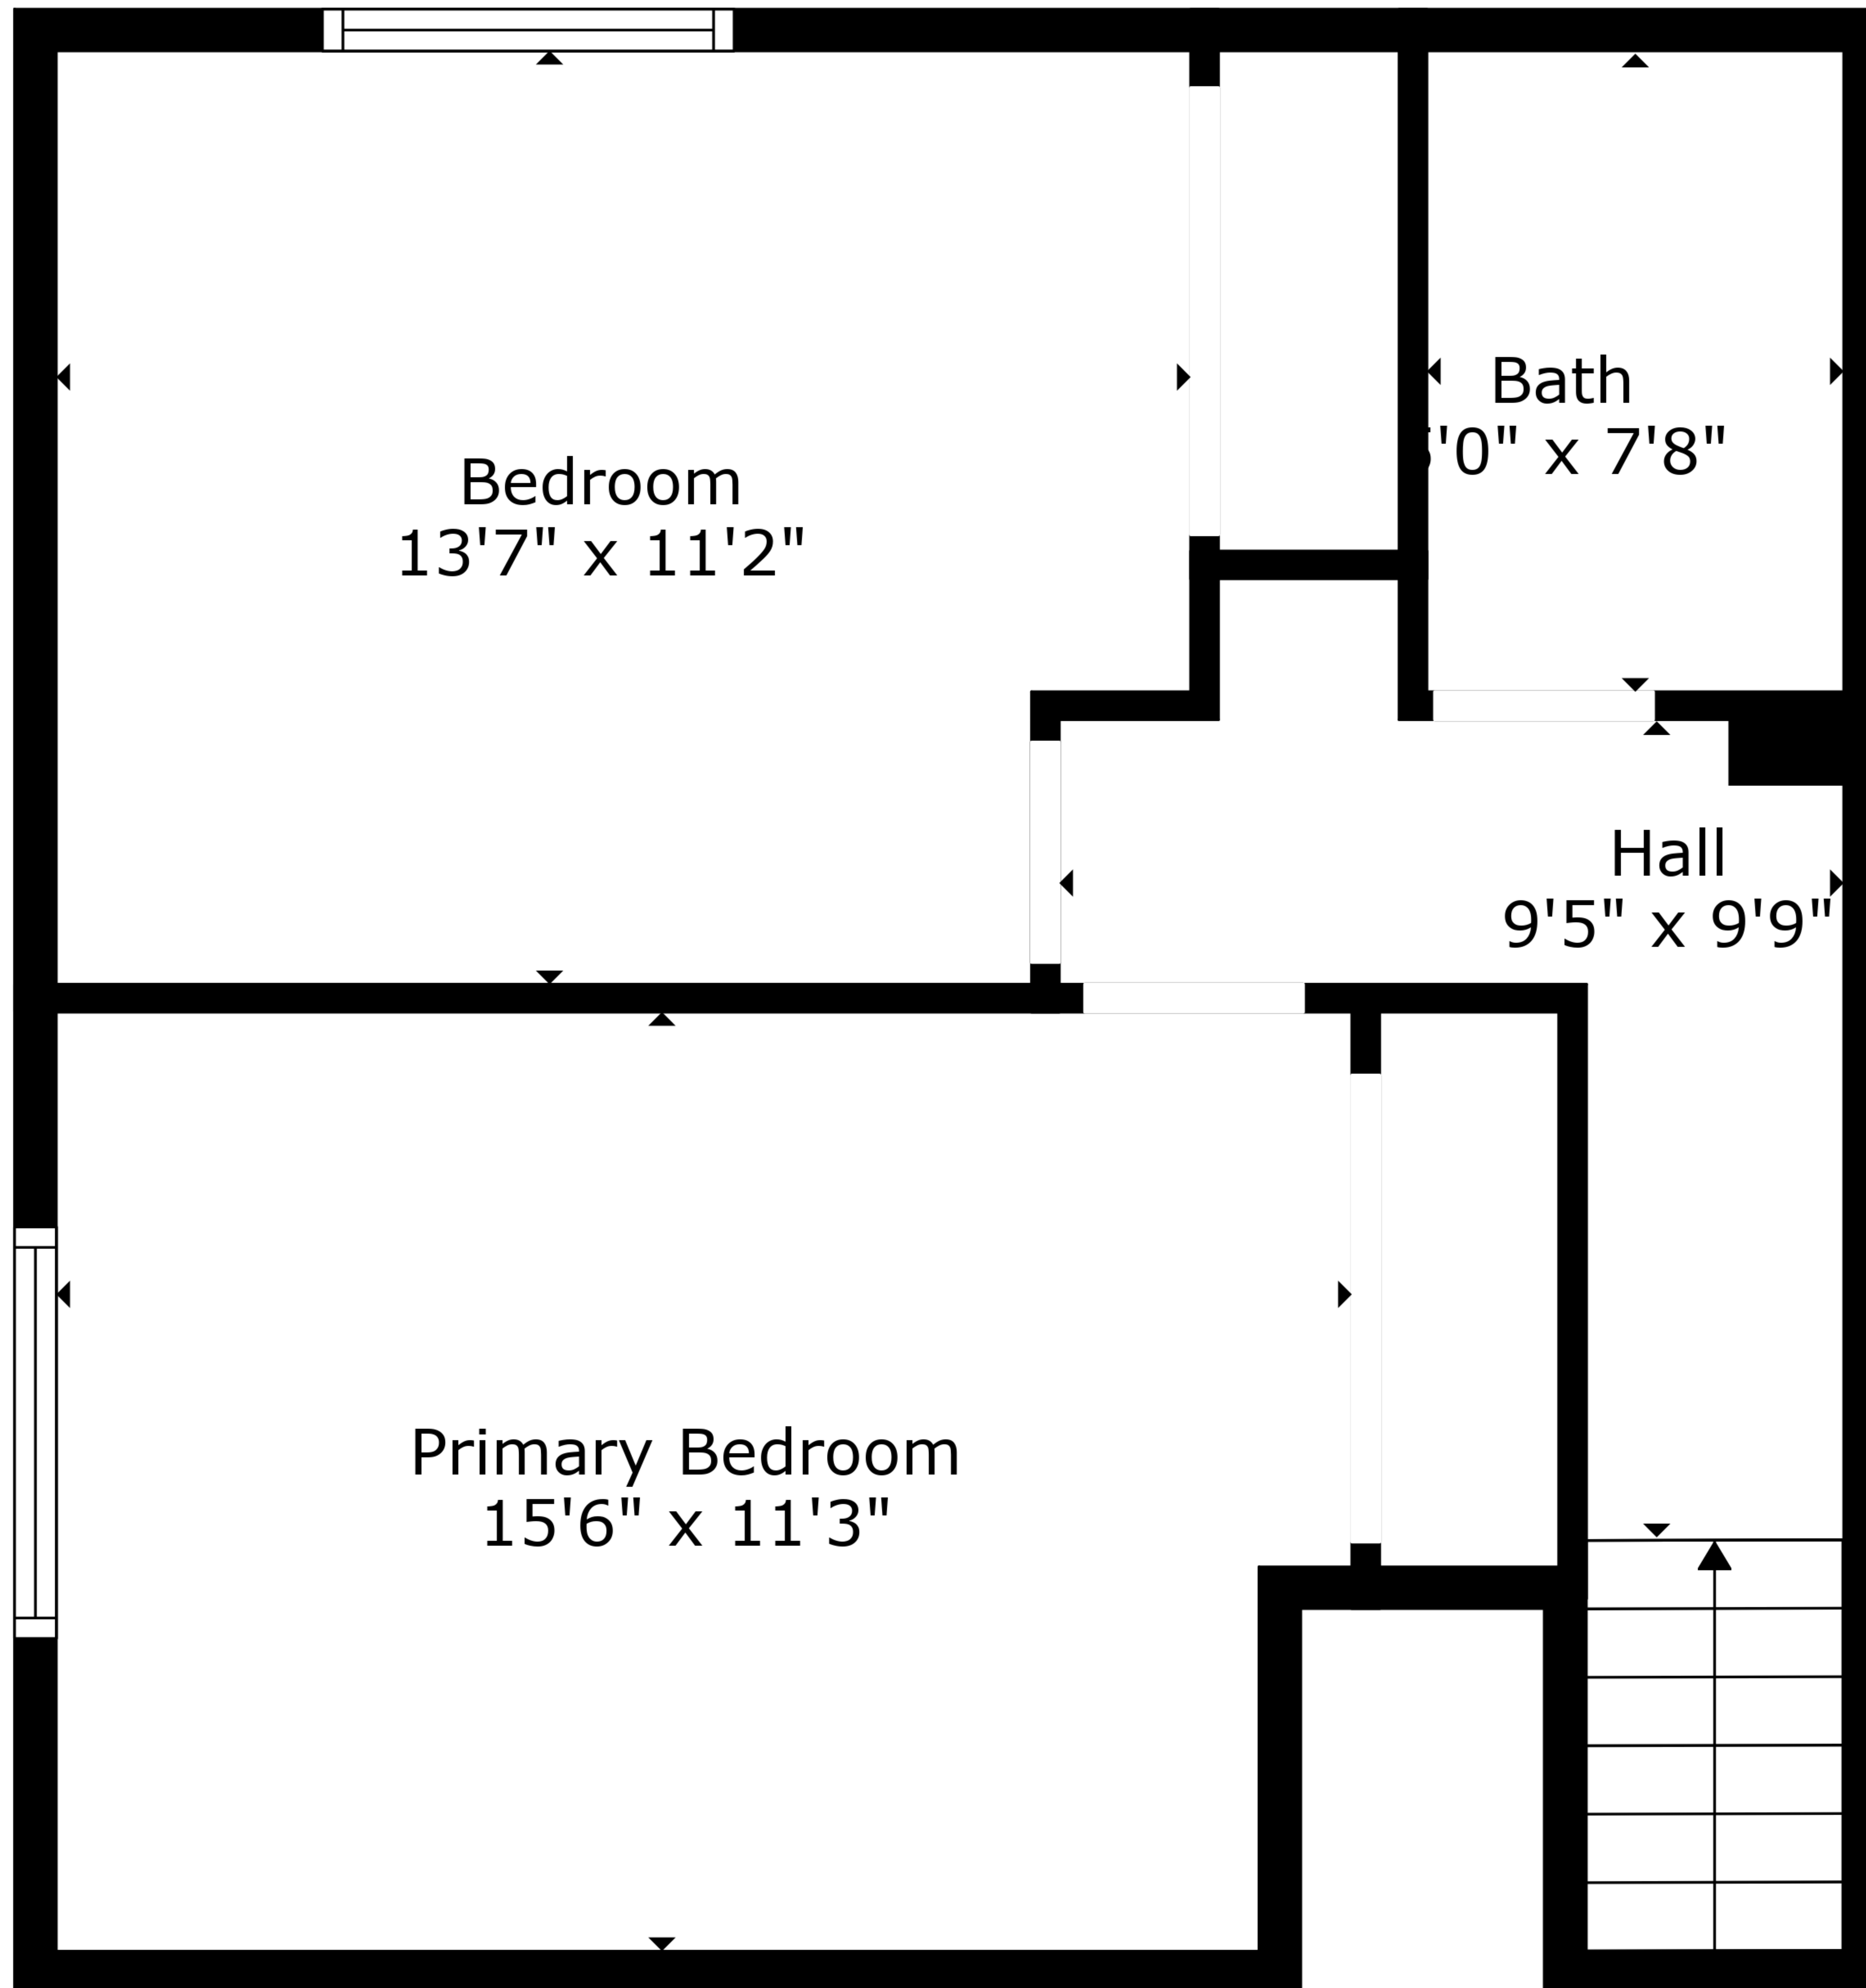 Bedroom
13'7" x 11'2"
Bath
'0" x 7'8"
Hall
9'5" x 9'9"
Primary Bedroom
15'6" x 11'3"